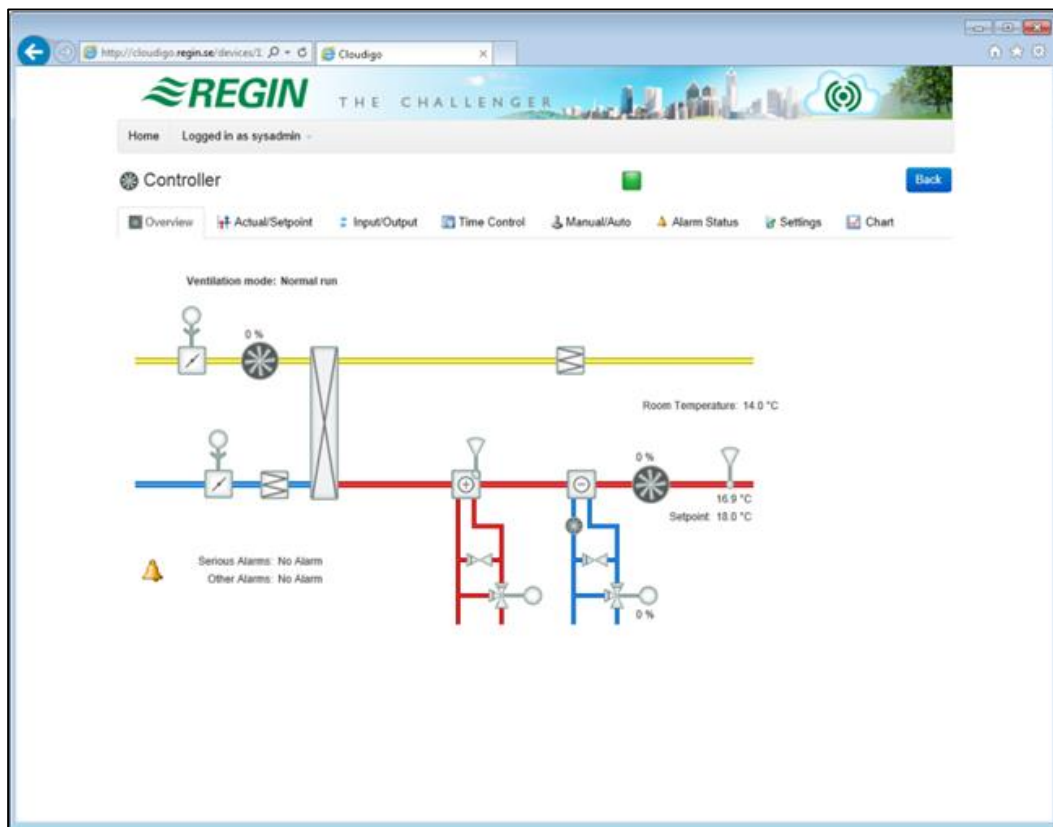 http://cloudigo.regin.se/devices/1
Cloudigo
REGIN THE CHALLENGER
Home Logged in as sysadmin
Controller Back
Overview Actual/Setpoint Input/Output Time Control Manual/Auto Alarm Status Settings Chart
Ventilation mode: Normal run
0 %
Room Temperature: 14.0 °C
0 %
16.9 °C
Setpoint: 18.0 °C
Serious Alarms: No Alarm
Other Alarms: No Alarm
0 %